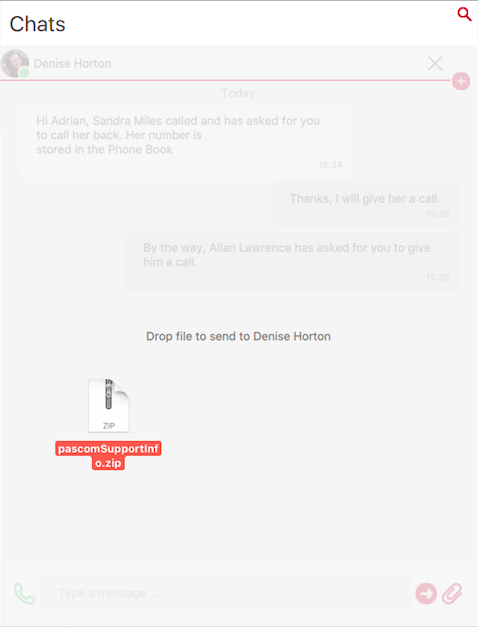 Chats
Denise Horton
Today
Hi Adrian, Sandra Miles called and has asked for you
to call her back. Her number is
stored in the Phone Book
15:34
Thanks, I will give her a call.
15:35
By the way, Allan Lawrence has asked for you to give
him a call.
15:35
Drop file to send to Denise Horton
ZIP
pascomSupportInf
o.zip
Type a message ...